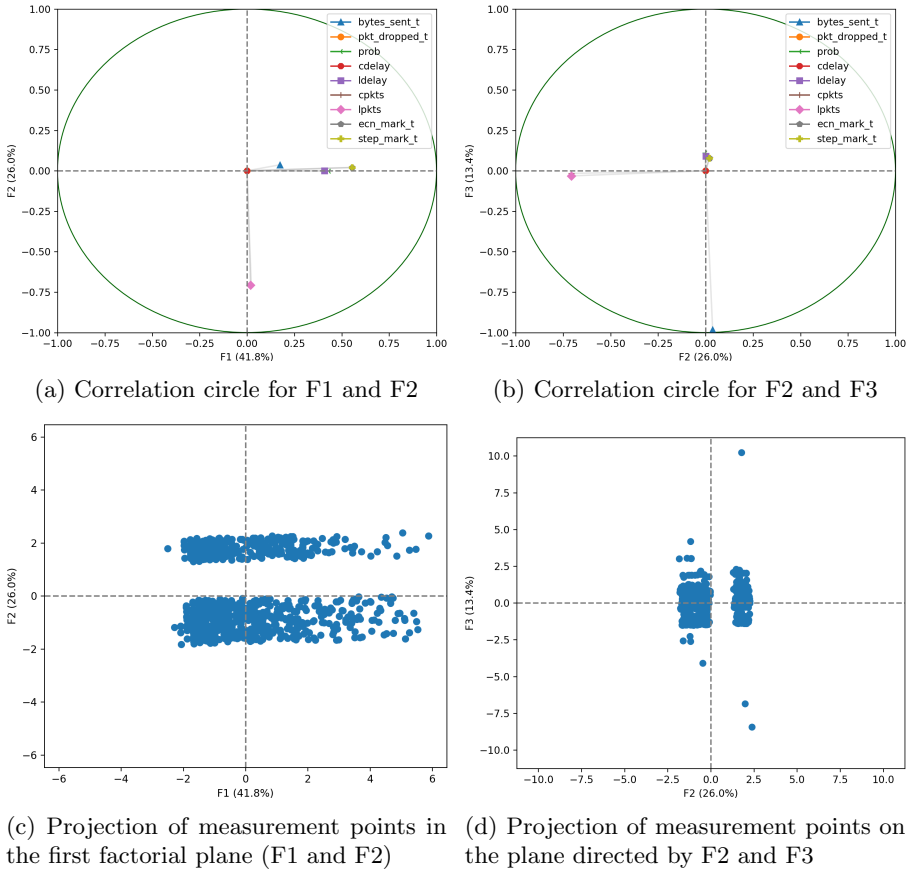 1.00
0.75
0.50
0.25
0.00
−0.25
−0.50
−0.75
−1.00
F2 (26.0%)
bytes_sent_t
pkt_dropped_t
prob
cdelay
ldelay
cpkts
lpkts
ecn_mark_t
step_mark_t
−1.00 −0.75 −0.50 −0.25 0.00 0.25 0.50 0.75 1.00
F1 (41.8%)
(a) Correlation circle for F1 and F2
1.00
0.75
0.50
0.25
0.00
−0.25
−0.50
−0.75
−1.00
F3 (13.4%)
bytes_sent_t
pkt_dropped_t
prob
cdelay
ldelay
cpkts
lpkts
ecn_mark_t
step_mark_t
−1.00 −0.75 −0.50 −0.25 0.00 0.25 0.50 0.75 1.00
F2 (26.0%)
(b) Correlation circle for F2 and F3
6
4
2
0
−2
−4
−6
F2 (26.0%)
−6 −4 −2 0 2 4 6
F1 (41.8%)
(c) Projection of measurement points in
the first factorial plane (F1 and F2)
10.0
7.5
5.0
2.5
0.0
−2.5
−5.0
−7.5
−10.0
F3 (13.4%)
−10.0 −7.5 −5.0 −2.5 0.0 2.5 5.0 7.5 10.0
F2 (26.0%)
(d) Projection of measurement points on
the plane directed by F2 and F3